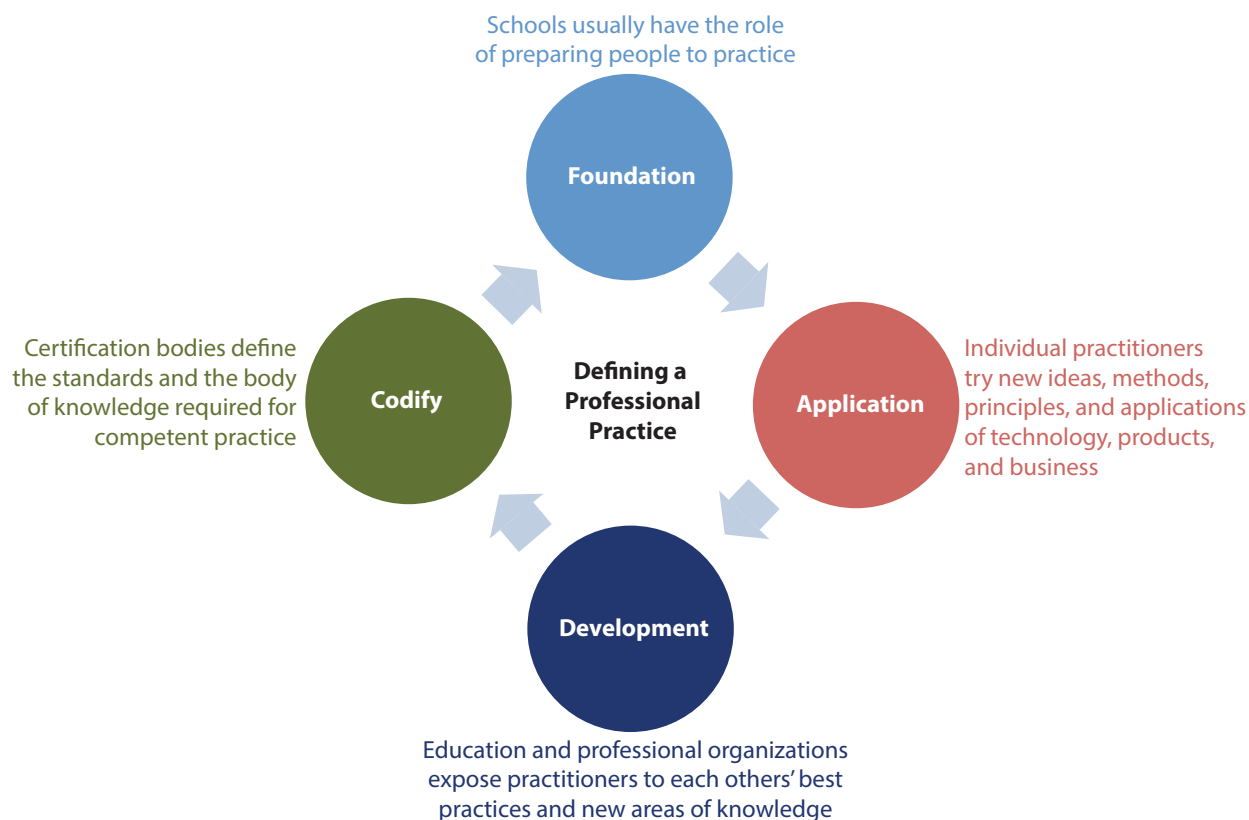 Schools usually have the role
of preparing people to practice
Foundation
Certification bodies define
the standards and the body
of knowledge required for
competent practice
Codify
Defining a
Professional
Practice
Application
Individual practitioners
try new ideas, methods,
principles, and applications
of technology, products,
and business
Development
Education and professional organizations
expose practitioners to each others’ best
practices and new areas of knowledge